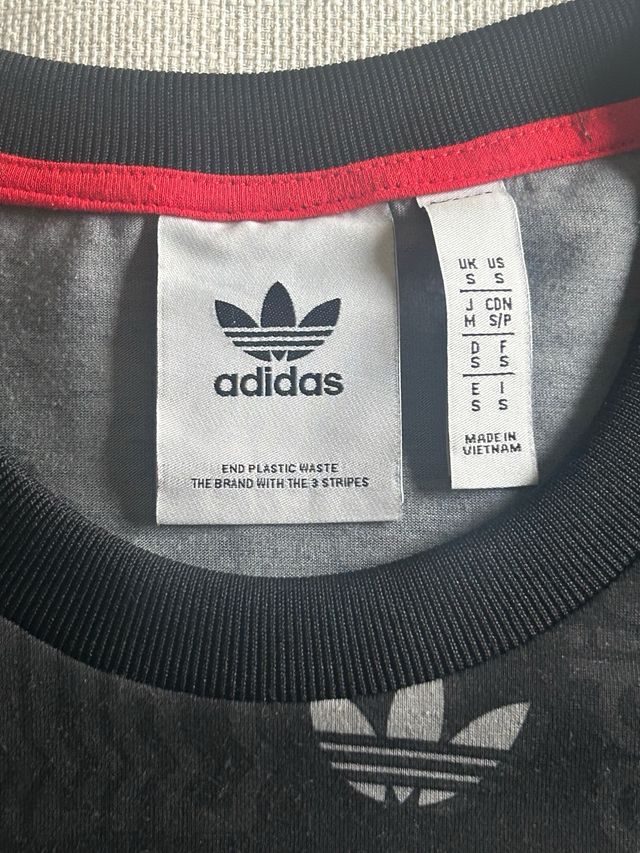 adidas
END PLASTIC WASTE
THE BRAND WITH THE 3 STRIPES
UK US
S S
J CDN
M S/P
D F
S S
E I
S S
MADE IN
VIETNAM